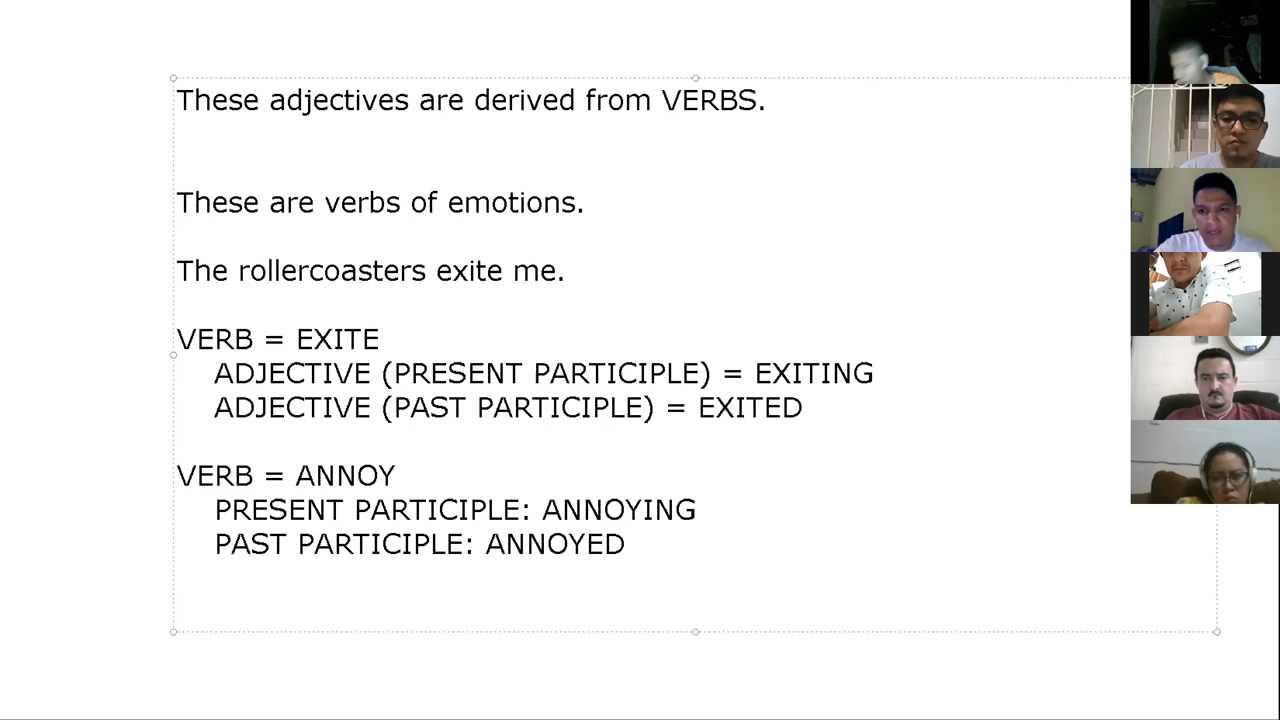 These adjectives are derived from VERBS.
These are verbs of emotions.
The rollercoasters exite me.
VERB = EXITE
ADJECTIVE (PRESENT PARTICIPLE) = EXITING
ADJECTIVE (PAST PARTICIPLE) = EXITED
VERB = ANNOY
PRESENT PARTICIPLE: ANNOYING
PAST PARTICIPLE: ANNOYED